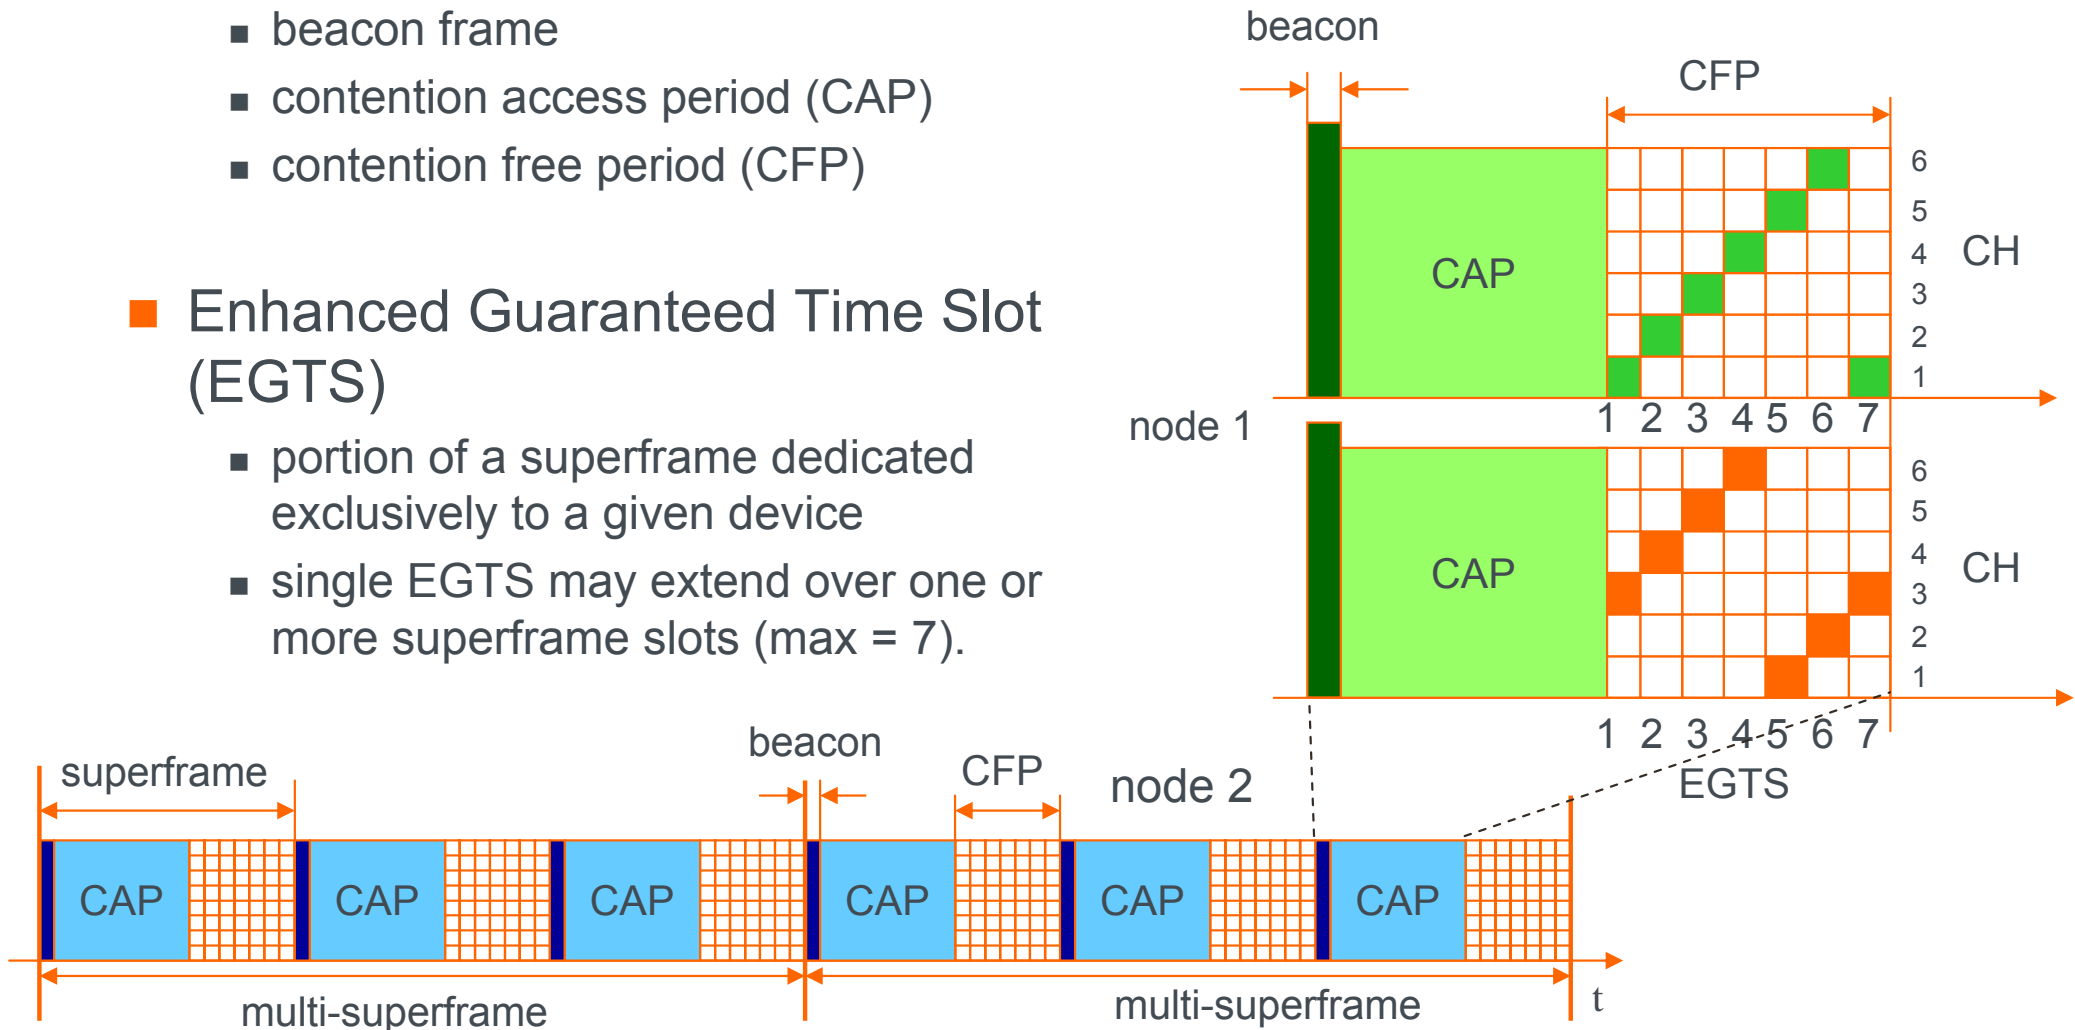 ■ beacon frame
■ contention access period (CAP)
■ contention free period (CFP)
■ Enhanced Guaranteed Time Slot
(EGTS)
■ portion of a superframe dedicated
exclusively to a given device
■ single EGTS may extend over one or
more superframe slots (max = 7).
beacon
CFP
CAP
6
5
4
3
2
1
CH
1 2 3 4 5 6 7
node 1
CAP
6
5
4
3
2
1
CH
1 2 3 4 5 6 7
EGTS
node 2
superframe
beacon
CFP
CAP CAP CAP CAP CAP CAP
multi-superframe multi-superframe
t